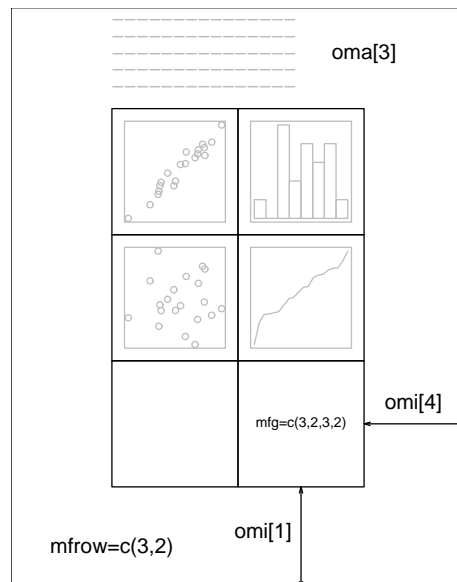 oma[3]
mfg=c(3,2,3,2)
omi[4]
omi[1]
mfrow=c(3,2)